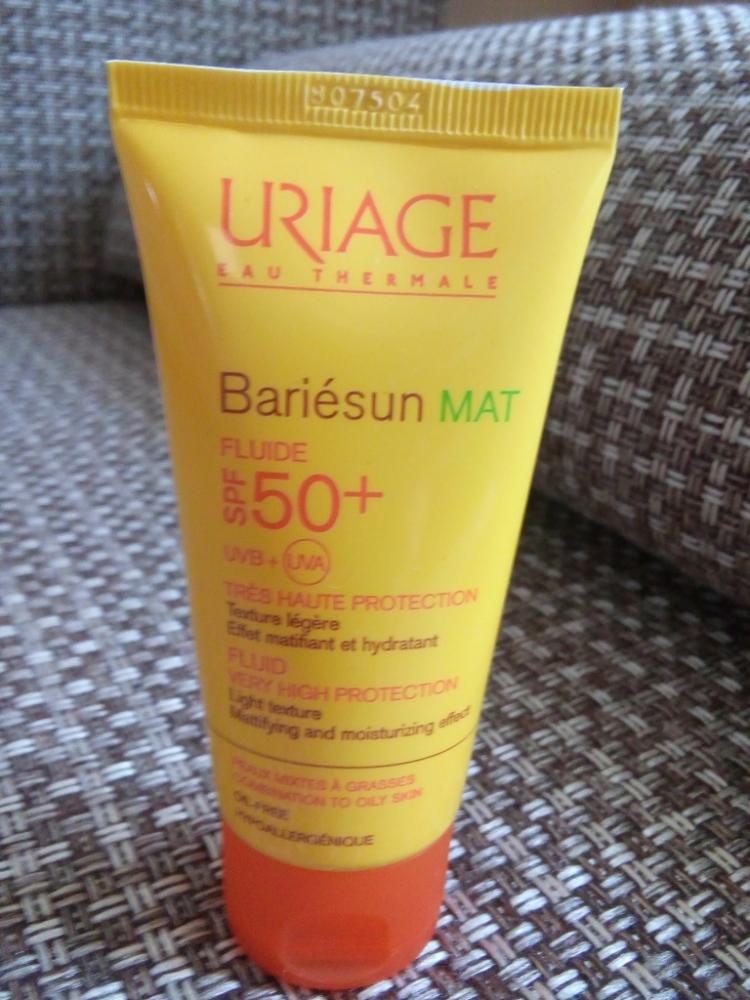 807504
URIAGE
EAU THERMALE
Bariésun MAT
FLUIDE
SPF 50+
UVB + UVA
TRÈS HAUTE PROTECTION
Texture légère
Effet matifiant et hydratant
FLUID
VERY HIGH PROTECTION
Light texture
Mattifying and moisturizing effect
PEAUX MIXTES À GRASSES
COMBINATION TO OILY SKIN
OIL-FREE
HYPOALLERGÉNIQUE